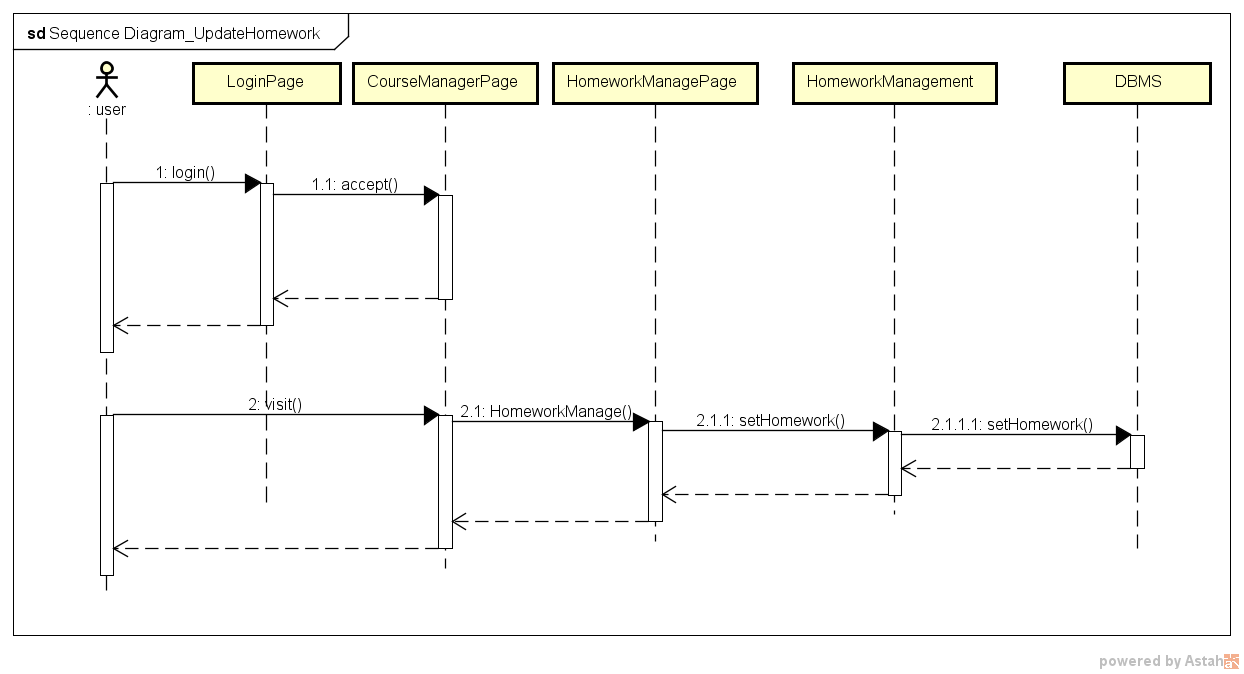 sd Sequence Diagram_UpdateHomework
LoginPage
CourseManagerPage
HomeworkManagePage
HomeworkManagement
DBMS
: user
1: login()
1.1: accept()
2: visit()
2.1: HomeworkManage()
2.1.1: setHomework()
2.1.1.1: setHomework()
powered by Astah